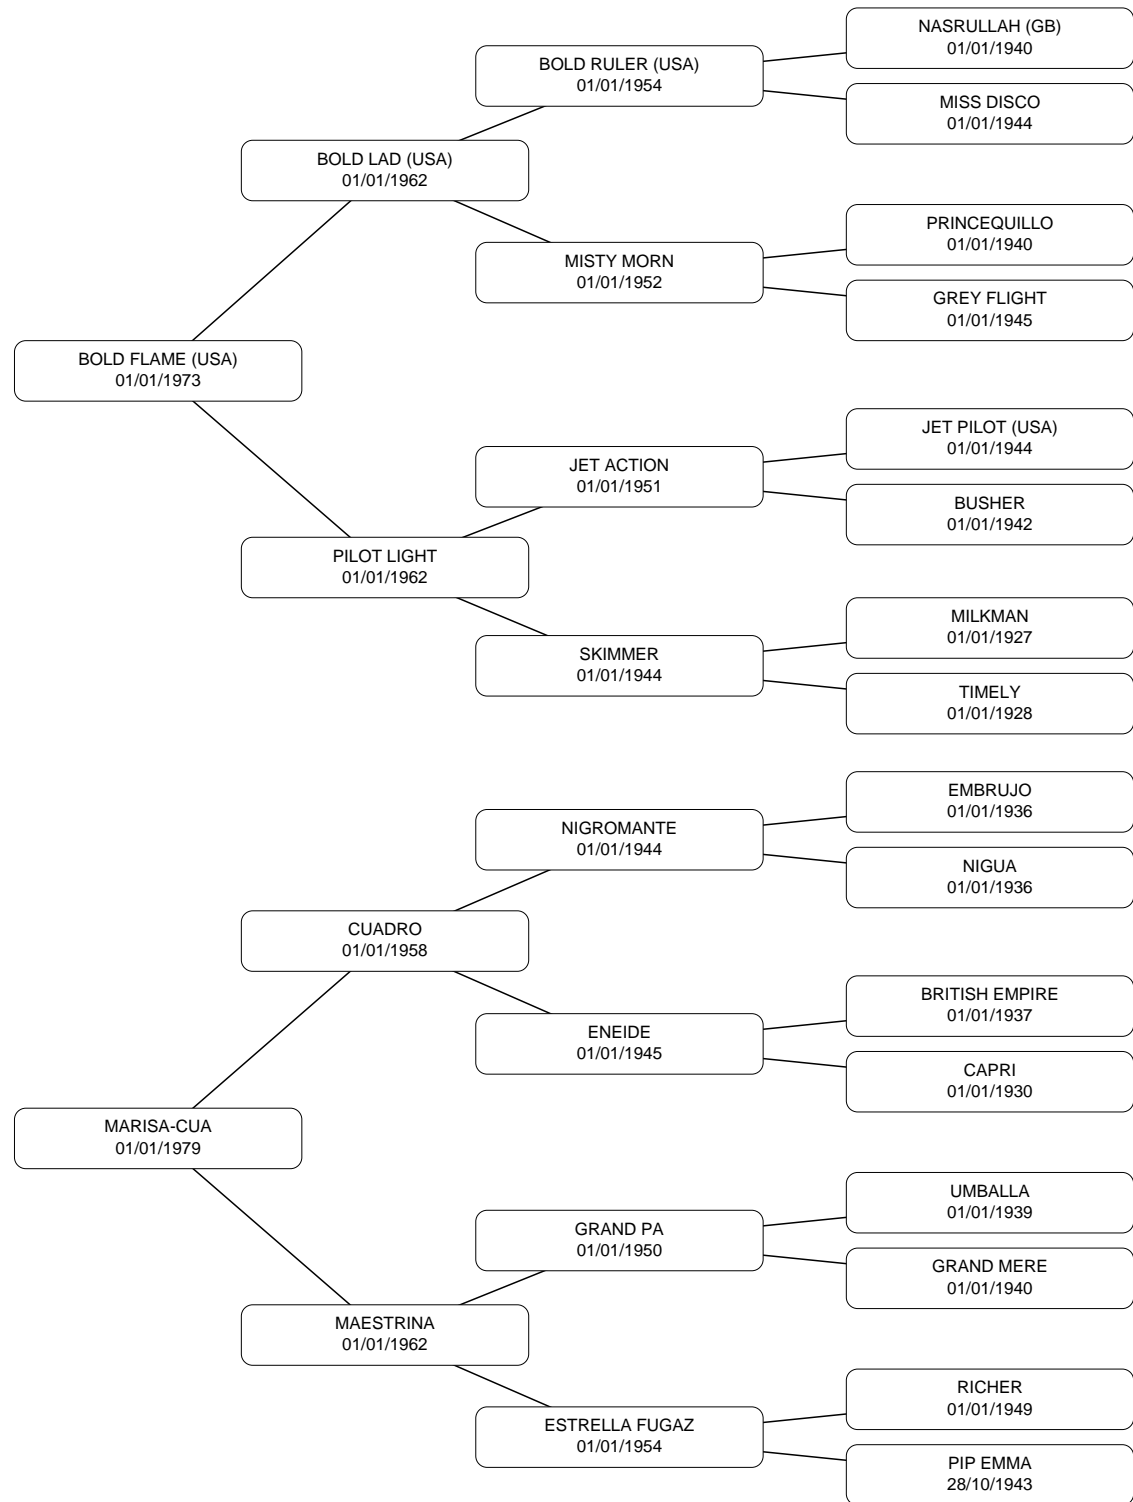 NASRULLAH (GB)
01/01/1940
BOLD RULER (USA)
01/01/1954
MISS DISCO
01/01/1944
BOLD LAD (USA)
01/01/1962
PRINCEQUILLO
01/01/1940
MISTY MORN
01/01/1952
GREY FLIGHT
01/01/1945
BOLD FLAME (USA)
01/01/1973
JET PILOT (USA)
01/01/1944
JET ACTION
01/01/1951
BUSHER
01/01/1942
PILOT LIGHT
01/01/1962
MILKMAN
01/01/1927
SKIMMER
01/01/1944
TIMELY
01/01/1928
EMBRUJO
01/01/1936
NIGROMANTE
01/01/1944
NIGUA
01/01/1936
CUADRO
01/01/1958
BRITISH EMPIRE
01/01/1937
ENEIDE
01/01/1945
CAPRI
01/01/1930
MARISA-CUA
01/01/1979
UMBALLA
01/01/1939
GRAND PA
01/01/1950
GRAND MERE
01/01/1940
MAESTRINA
01/01/1962
RICHER
01/01/1949
ESTRELLA FUGAZ
01/01/1954
PIP EMMA
28/10/1943